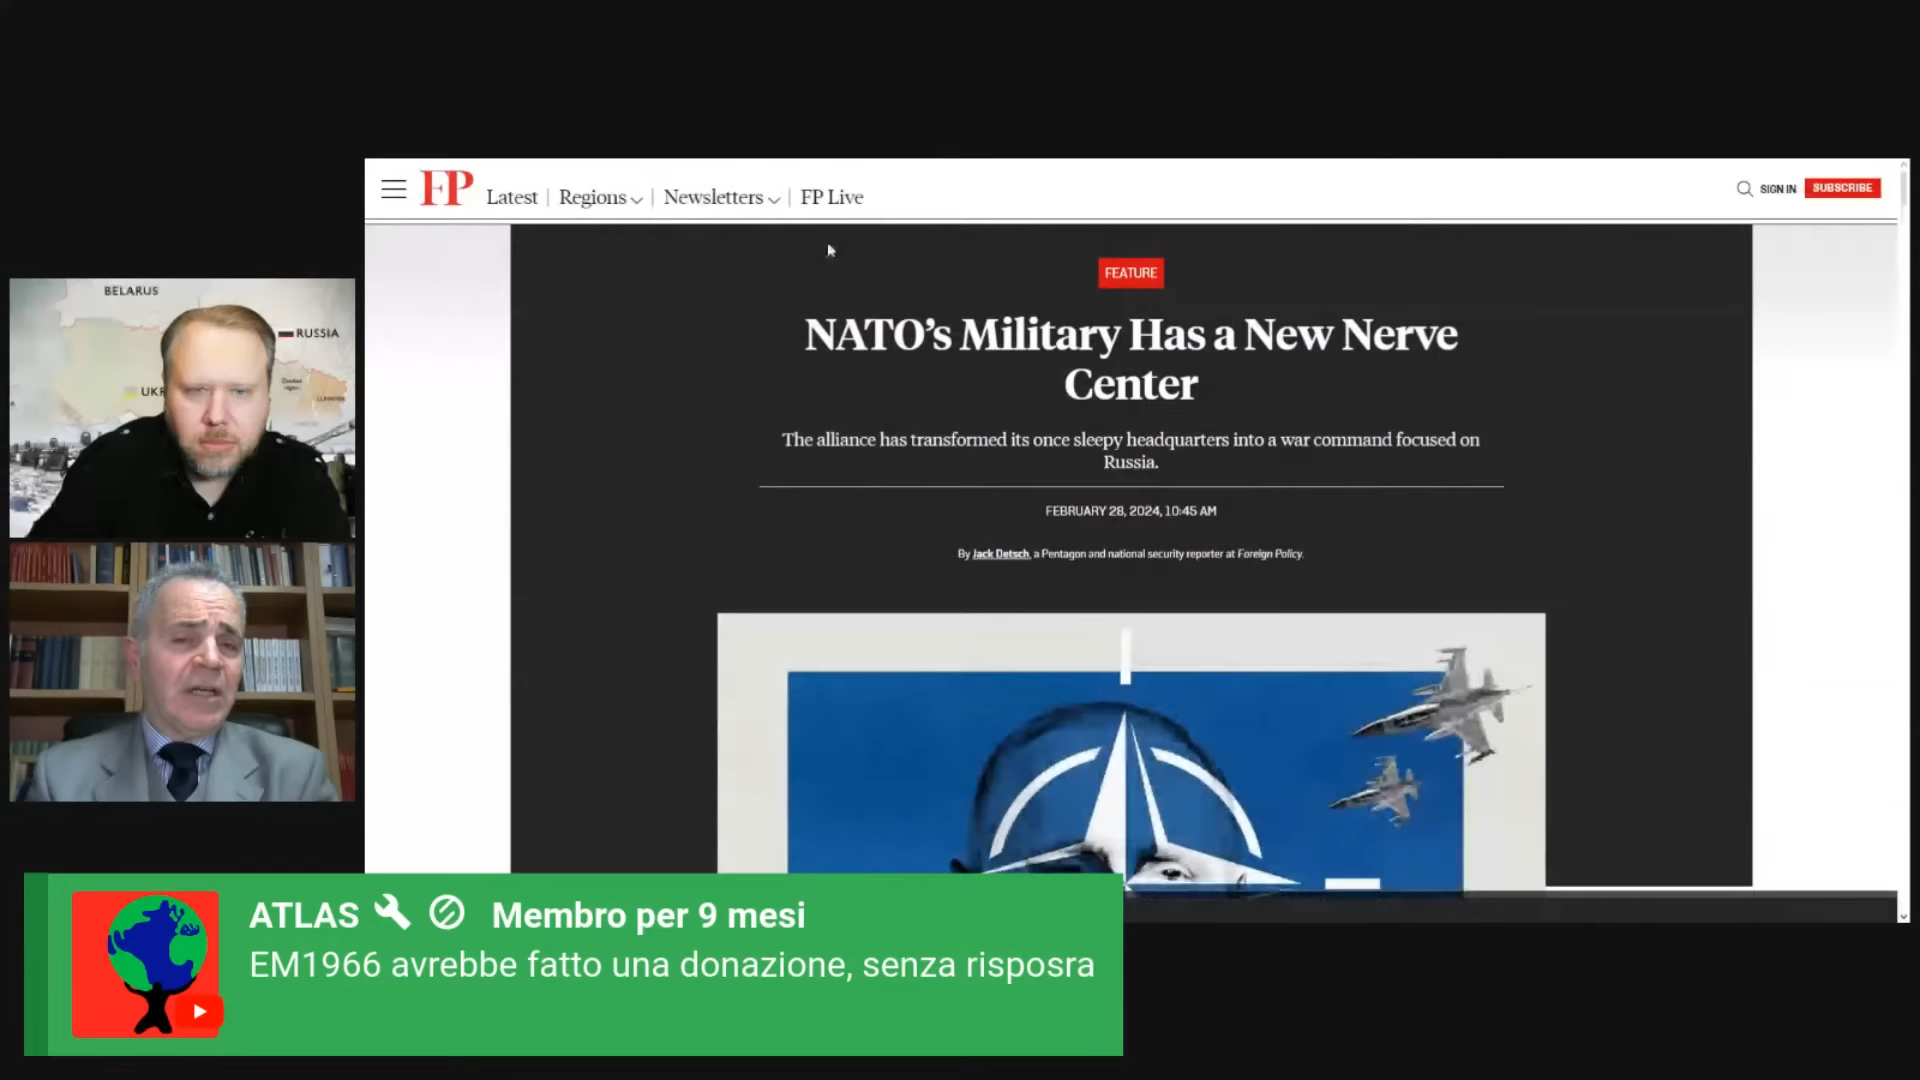 FP Latest Regions Newsletters FP Live SIGN IN SUBSCRIBE
FEATURE
NATO's Military Has a New Nerve
Center
The alliance has transformed its once sleepy headquarters into a war command focused on
Russia.
FEBRUARY 28, 2024, 10:45 AM
By Jack Detsch, a Pentagon and national security reporter at Foreign Policy.
BELARUS
RUSSIA
UKR
ATLAS Membro per 9 mesi
EM1966 avrebbe fatto una donazione, senza risposra